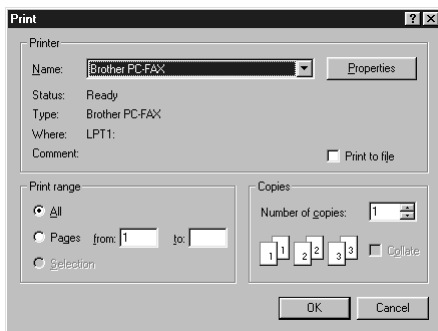 Print
Printer
Name: Brother PC-FAX Properties
Status: Ready
Type: Brother PC-FAX
Where: LPT1:
Comment: Print to file
Print range
All
Pages from: 1 to:
Selection
Copies
Number of copies: 1
1 1 2 2 3 3 Collate
OK Cancel